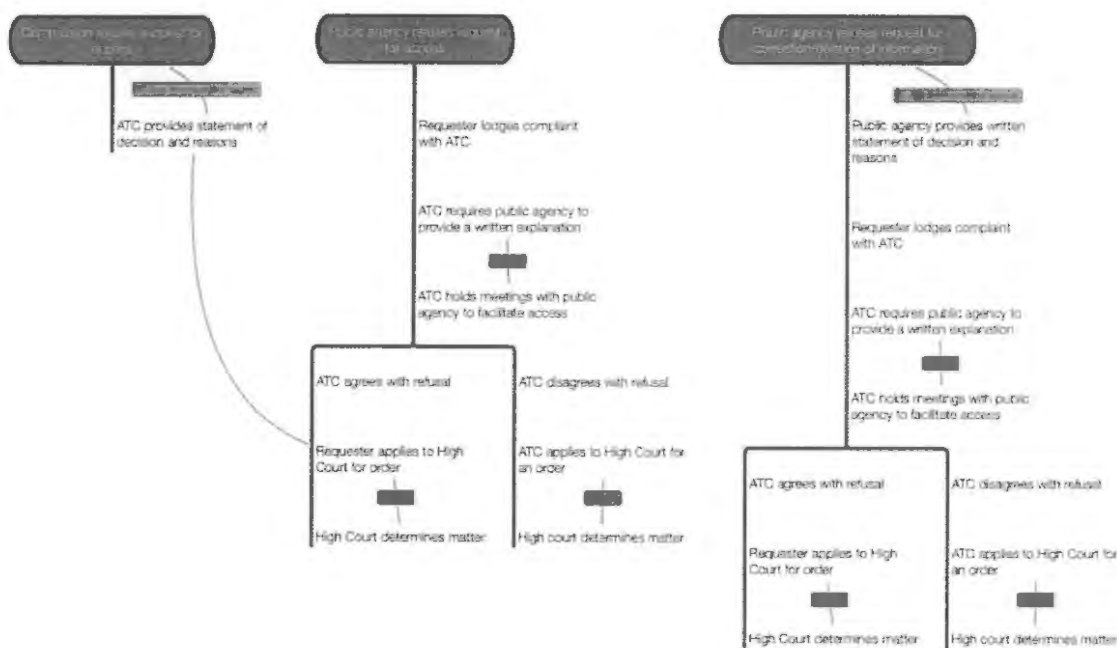 Public agency refuses request
for access
Public agency refuses request for
correction/deletion of information
ATC provides statement of
decision and reasons
Requester lodges complaint
with ATC
ATC requires public agency to
provide a written explanation
ATC holds meetings with public
agency to facilitate access
ATC agrees with refusal
ATC disagrees with refusal
Requester applies to High
Court for order
ATC applies to High Court for
an order
High Court determines matter
High court determines matter
Public agency provides written
statement of decision and
reasons
Requester lodges complaint
with ATC
ATC requires public agency to
provide a written explanation
ATC holds meetings with public
agency to facilitate access
ATC agrees with refusal
ATC disagrees with refusal
Requester applies to High
Court for order
ATC applies to High Court for
an order
High Court determines matter
High court determines matter